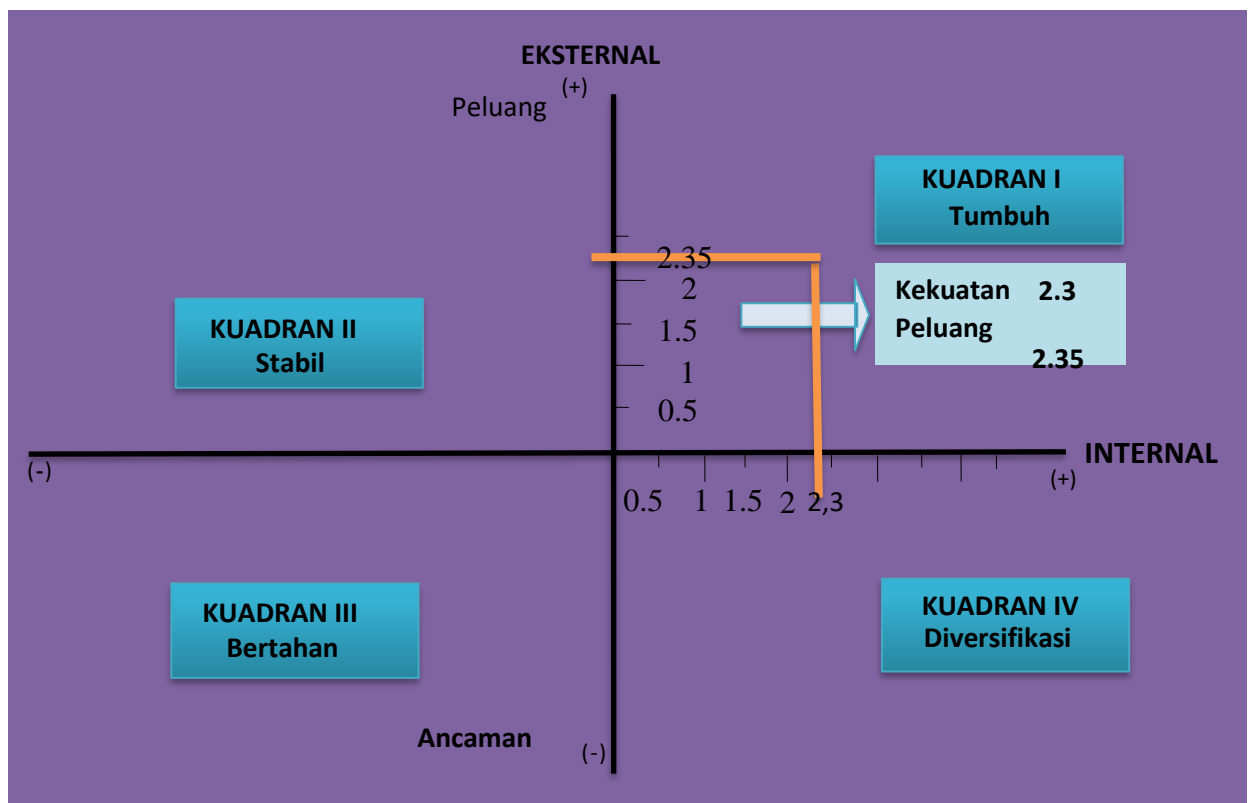 EKSTERNAL
(+)
Peluang
KUADRAN I
Tumbuh
2.35
2
1.5
1
0.5
Kekuatan 2.3
Peluang
2.35
KUADRAN II
Stabil
(-)
INTERNAL
(+)
0.5 1 1.5 2 2,3
KUADRAN III
Bertahan
KUADRAN IV
Diversifikasi
Ancaman
(-)